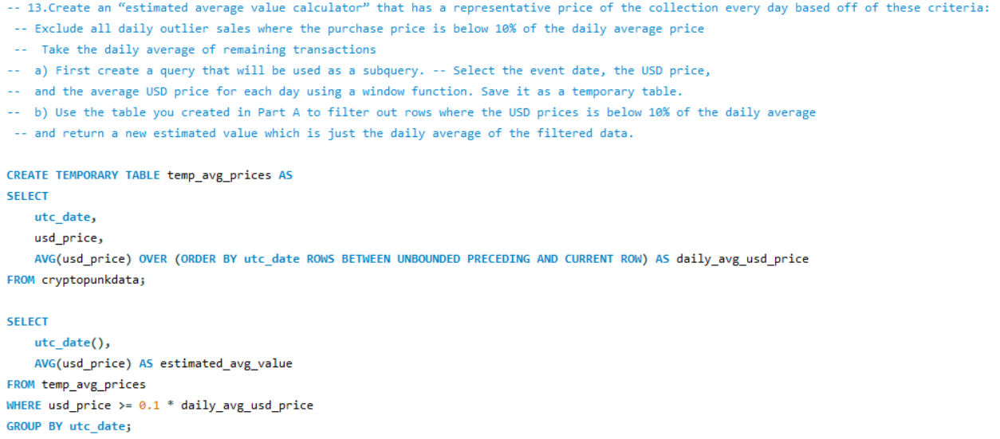 -- 13.Create an “estimated average value calculator” that has a representative price of the collection every day based off of these criteria:
-- Exclude all daily outlier sales where the purchase price is below 10% of the daily average price
--  Take the daily average of remaining transactions
--  a) First create a query that will be used as a subquery. -- Select the event date, the USD price,
--  and the average USD price for each day using a window function. Save it as a temporary table.
--  b) Use the table you created in Part A to filter out rows where the USD prices is below 10% of the daily average
-- and return a new estimated value which is just the daily average of the filtered data.
CREATE TEMPORARY TABLE temp_avg_prices AS
SELECT
utc_date,
usd_price,
AVG(usd_price) OVER (ORDER BY utc_date ROWS BETWEEN UNBOUNDED PRECEDING AND CURRENT ROW) AS daily_avg_usd_price
FROM cryptopunkdata;
SELECT
utc_date(),
AVG(usd_price) AS estimated_avg_value
FROM temp_avg_prices
WHERE usd_price >= 0.1 * daily_avg_usd_price
GROUP BY utc_date;